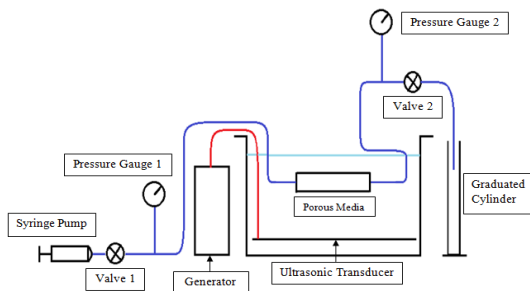 Pressure Gauge 2
Valve 2
Pressure Gauge 1
Graduated
Cylinder
Porous Media
Syringe Pump
Valve 1
Generator
Ultrasonic Transducer